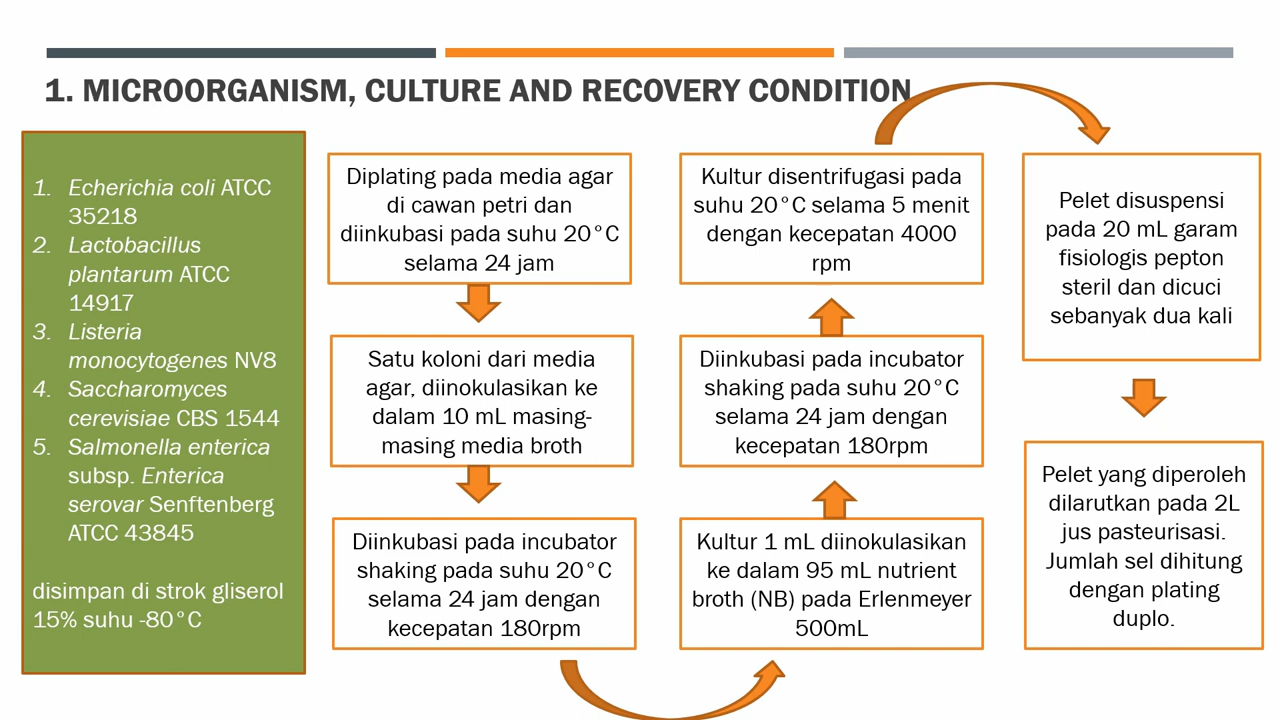 1. MICROORGANISM, CULTURE AND RECOVERY CONDITION
1. Echerichia coli ATCC
35218
2. Lactobacillus
plantarum ATCC
14917
3. Listeria
monocytogenes NV8
4. Saccharomyces
cerevisiae CBS 1544
5. Salmonella enterica
subsp. Enterica
serovar Senftenberg
ATCC 43845
disimpan di strok gliserol
15% suhu -80°C
Diplating pada media agar
di cawan petri dan
diinkubasi pada suhu 20°C
selama 24 jam
Satu koloni dari media
agar, diinokulasikan ke
dalam 10 mL masing-
masing media broth
Diinkubasi pada incubator
shaking pada suhu 20°C
selama 24 jam dengan
kecepatan 180rpm
Kultur 1 mL diinokulasikan
ke dalam 95 mL nutrient
broth (NB) pada Erlenmeyer
500mL
Diinkubasi pada incubator
shaking pada suhu 20°C
selama 24 jam dengan
kecepatan 180rpm
Kultur disentrifugasi pada
suhu 20°C selama 5 menit
dengan kecepatan 4000
rpm
Pelet disuspensi
pada 20 mL garam
fisiologis pepton
steril dan dicuci
sebanyak dua kali
Pelet yang diperoleh
dilarutkan pada 2L
jus pasteurisasi.
Jumlah sel dihitung
dengan plating
duplo.